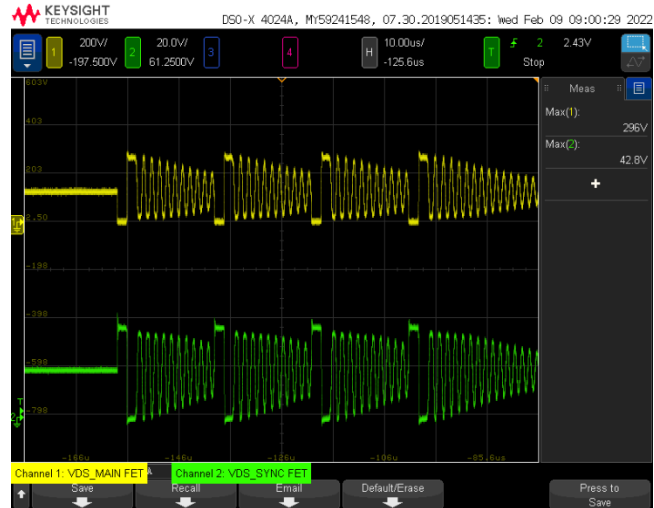 KEYSIGHT
TECHNOLOGIES
DSO-X 4024A, MY59241548, 07.30.2019051435: Wed Feb 09 09:00:29 2022
1 200V/ -197.500V
2 20.0V/ 61.2500V
3
4
H 10.00us/ -125.6us
T 2 2.43V
Stop
603V
403
203
2.50
-198
-398
-598
-798
-166u -146u -126u -106u -85.6us
Meas
Max(1):
296V
Max(2):
42.8V
+
Channel 1: VDS_MAIN FET
Channel 2: VDS_SYNC FET
Save Recall Email Default/Erase Press to Save